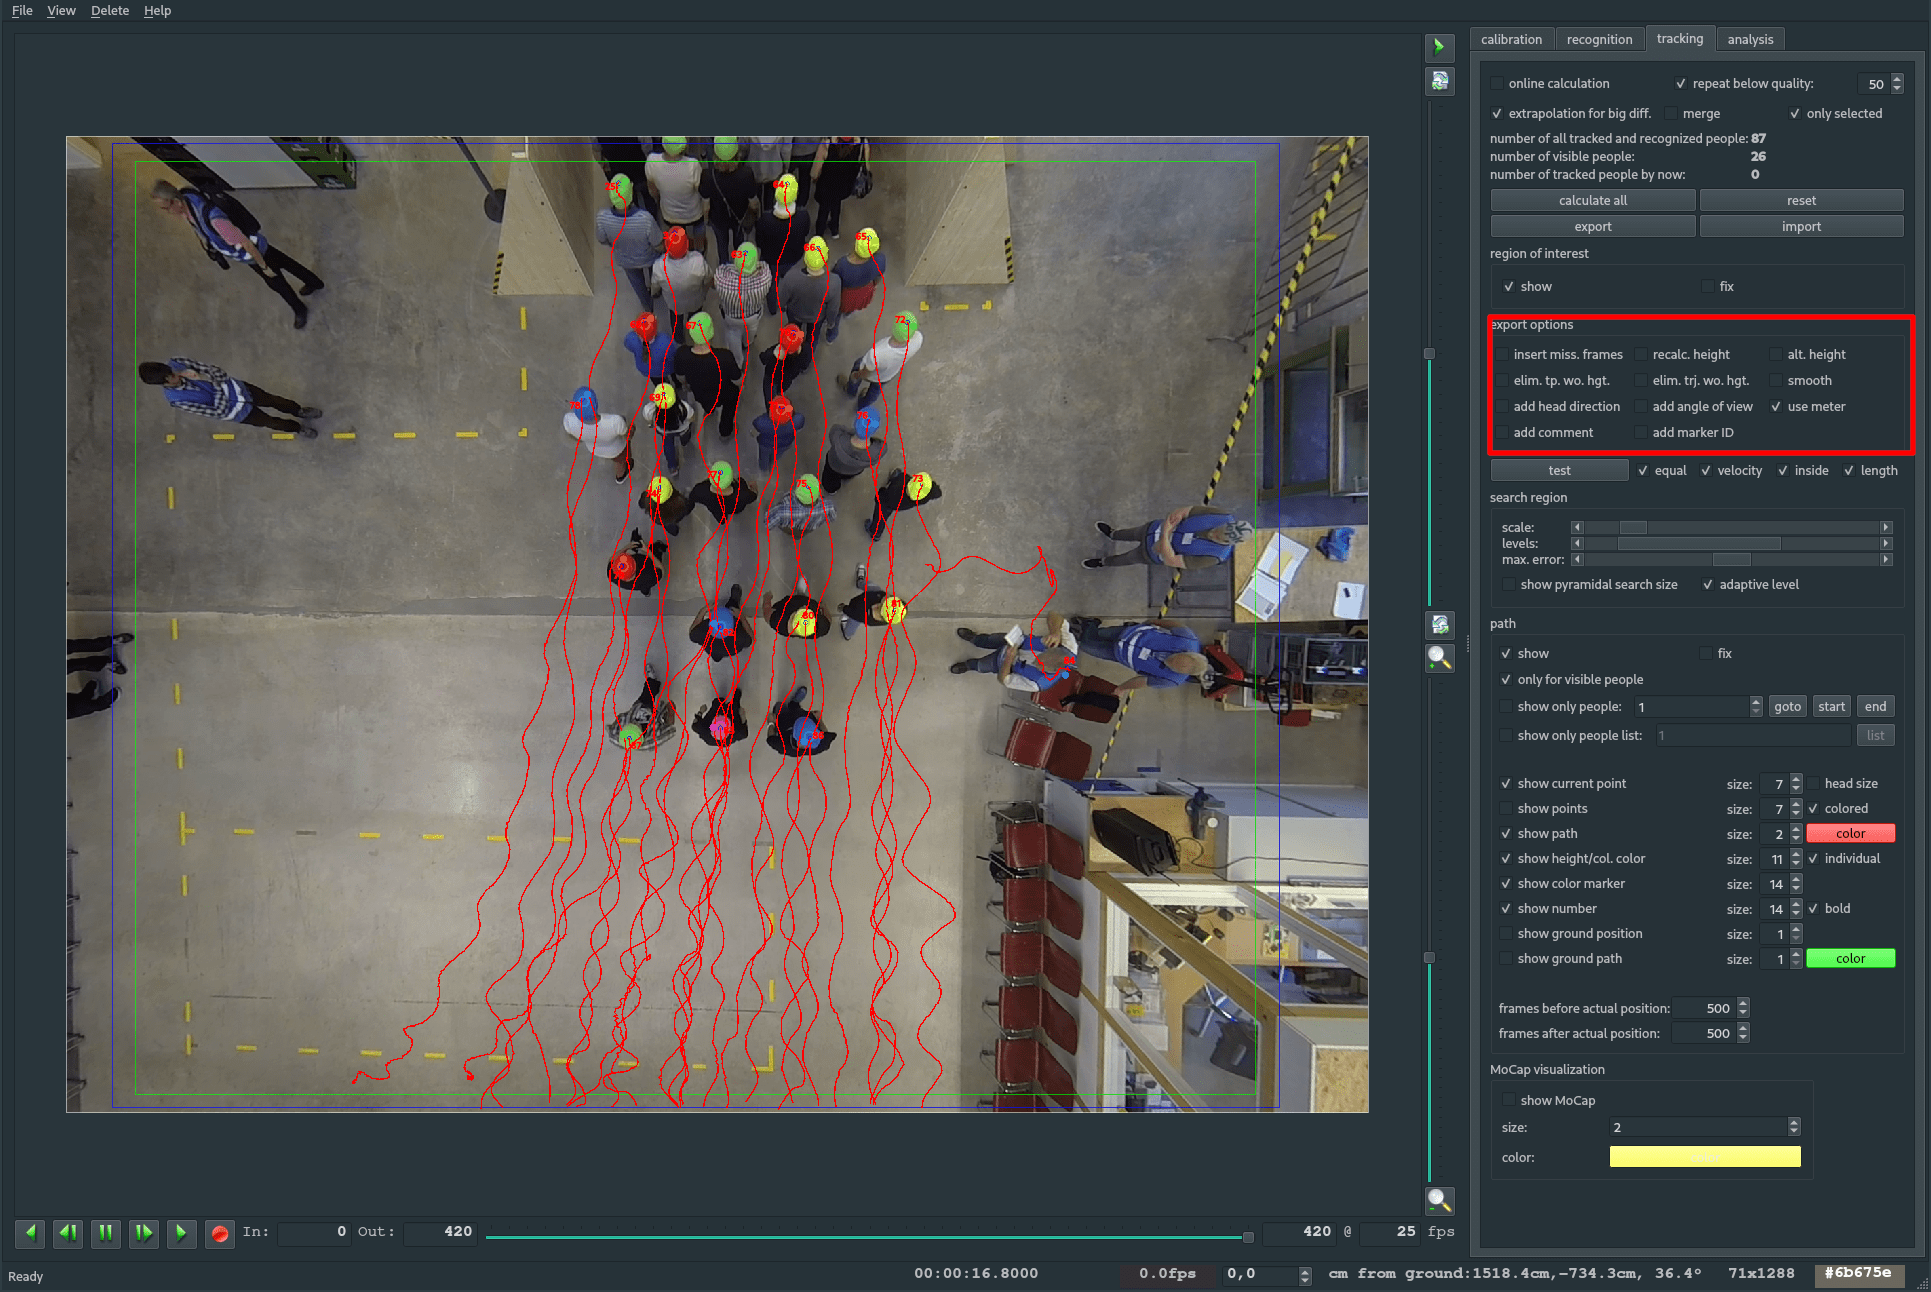 File View Delete Help
calibration recognition tracking analysis
online calculation repeat below quality: 50
extrapolation for big diff. merge only selected
number of all tracked and recognized people: 87
number of visible people: 26
number of tracked people by now: 0
calculate all reset
export import
region of interest
show fix
export options
insert miss. frames recalc. height alt. height
elim. tp. wo. hgt. elim. trj. wo. hgt. smooth
add head direction add angle of view use meter
add comment add marker ID
test equal velocity inside length
search region
scale:
levels:
max. error:
show pyramidal search size adaptive level
path
show fix
only for visible people
show only people: 1 goto start end
show only people list: 1 list
show current point size: 7 head size
show points size: 7 colored
show path size: 2 color
show height/col. color size: 11 individual
show color marker size: 14
show number size: 14 bold
show ground position size: 1
show ground path size: 1 color
frames before actual position: 500
frames after actual position: 500
MoCap visualization
show MoCap
size: 2
color:
64
65
66
63
72
67
69
73
75
In: 0 Out: 420 420 @ 25 fps
Ready 00:00:16.8000 0.0fps 0,0 cm from ground:1518.4cm,-734.3cm, 36.4° 71x1288 #6b675e